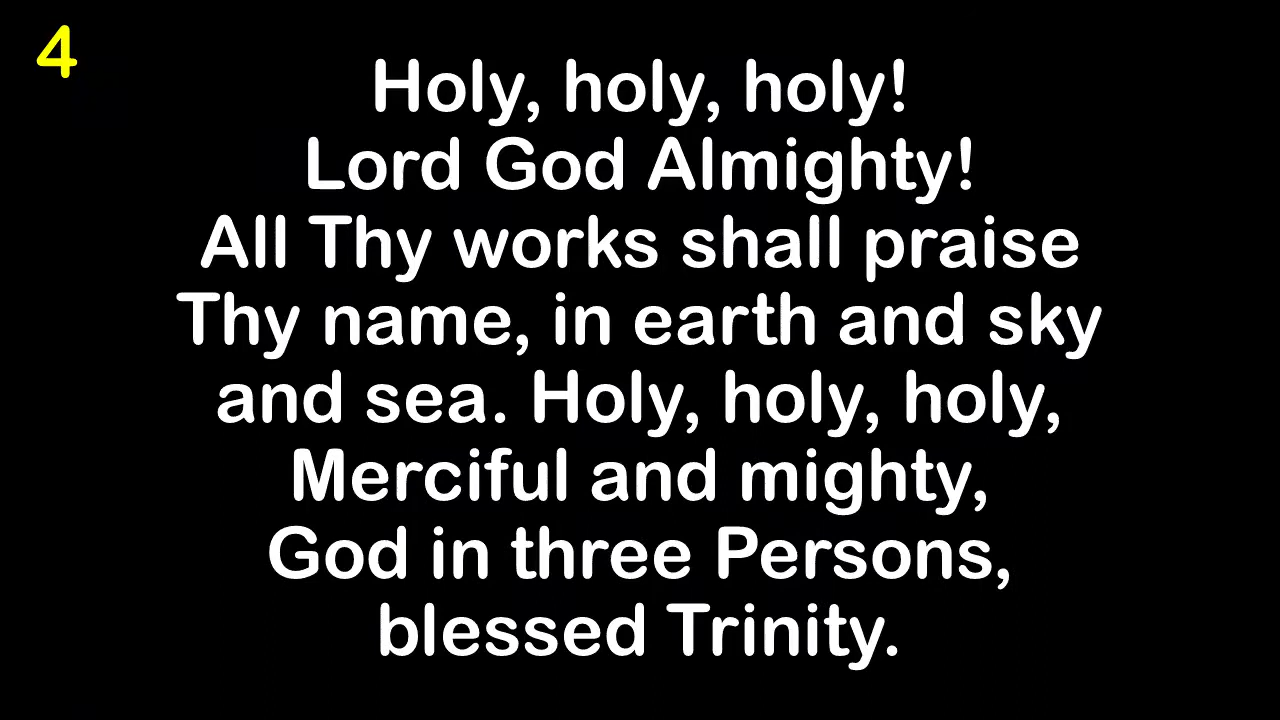 4
Holy, holy, holy!
Lord God Almighty!
All Thy works shall praise
Thy name, in earth and sky
and sea. Holy, holy, holy,
Merciful and mighty,
God in three Persons,
blessed Trinity.